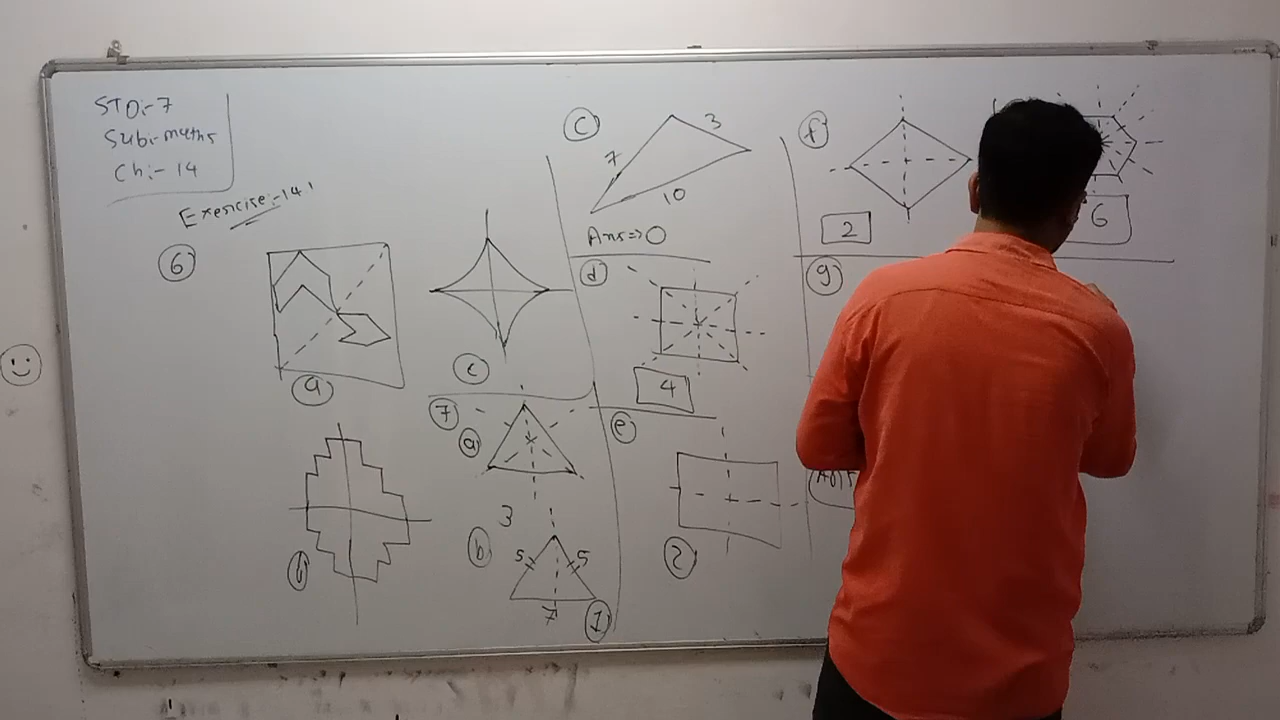 STD:-7
Sub:-maths
Ch:-14
Exercise:-14.1
6
a
b
c
7
a
3
b
5
5
7
1
c
7
3
10
Ans=>0
d
4
e
2
f
2
6
g